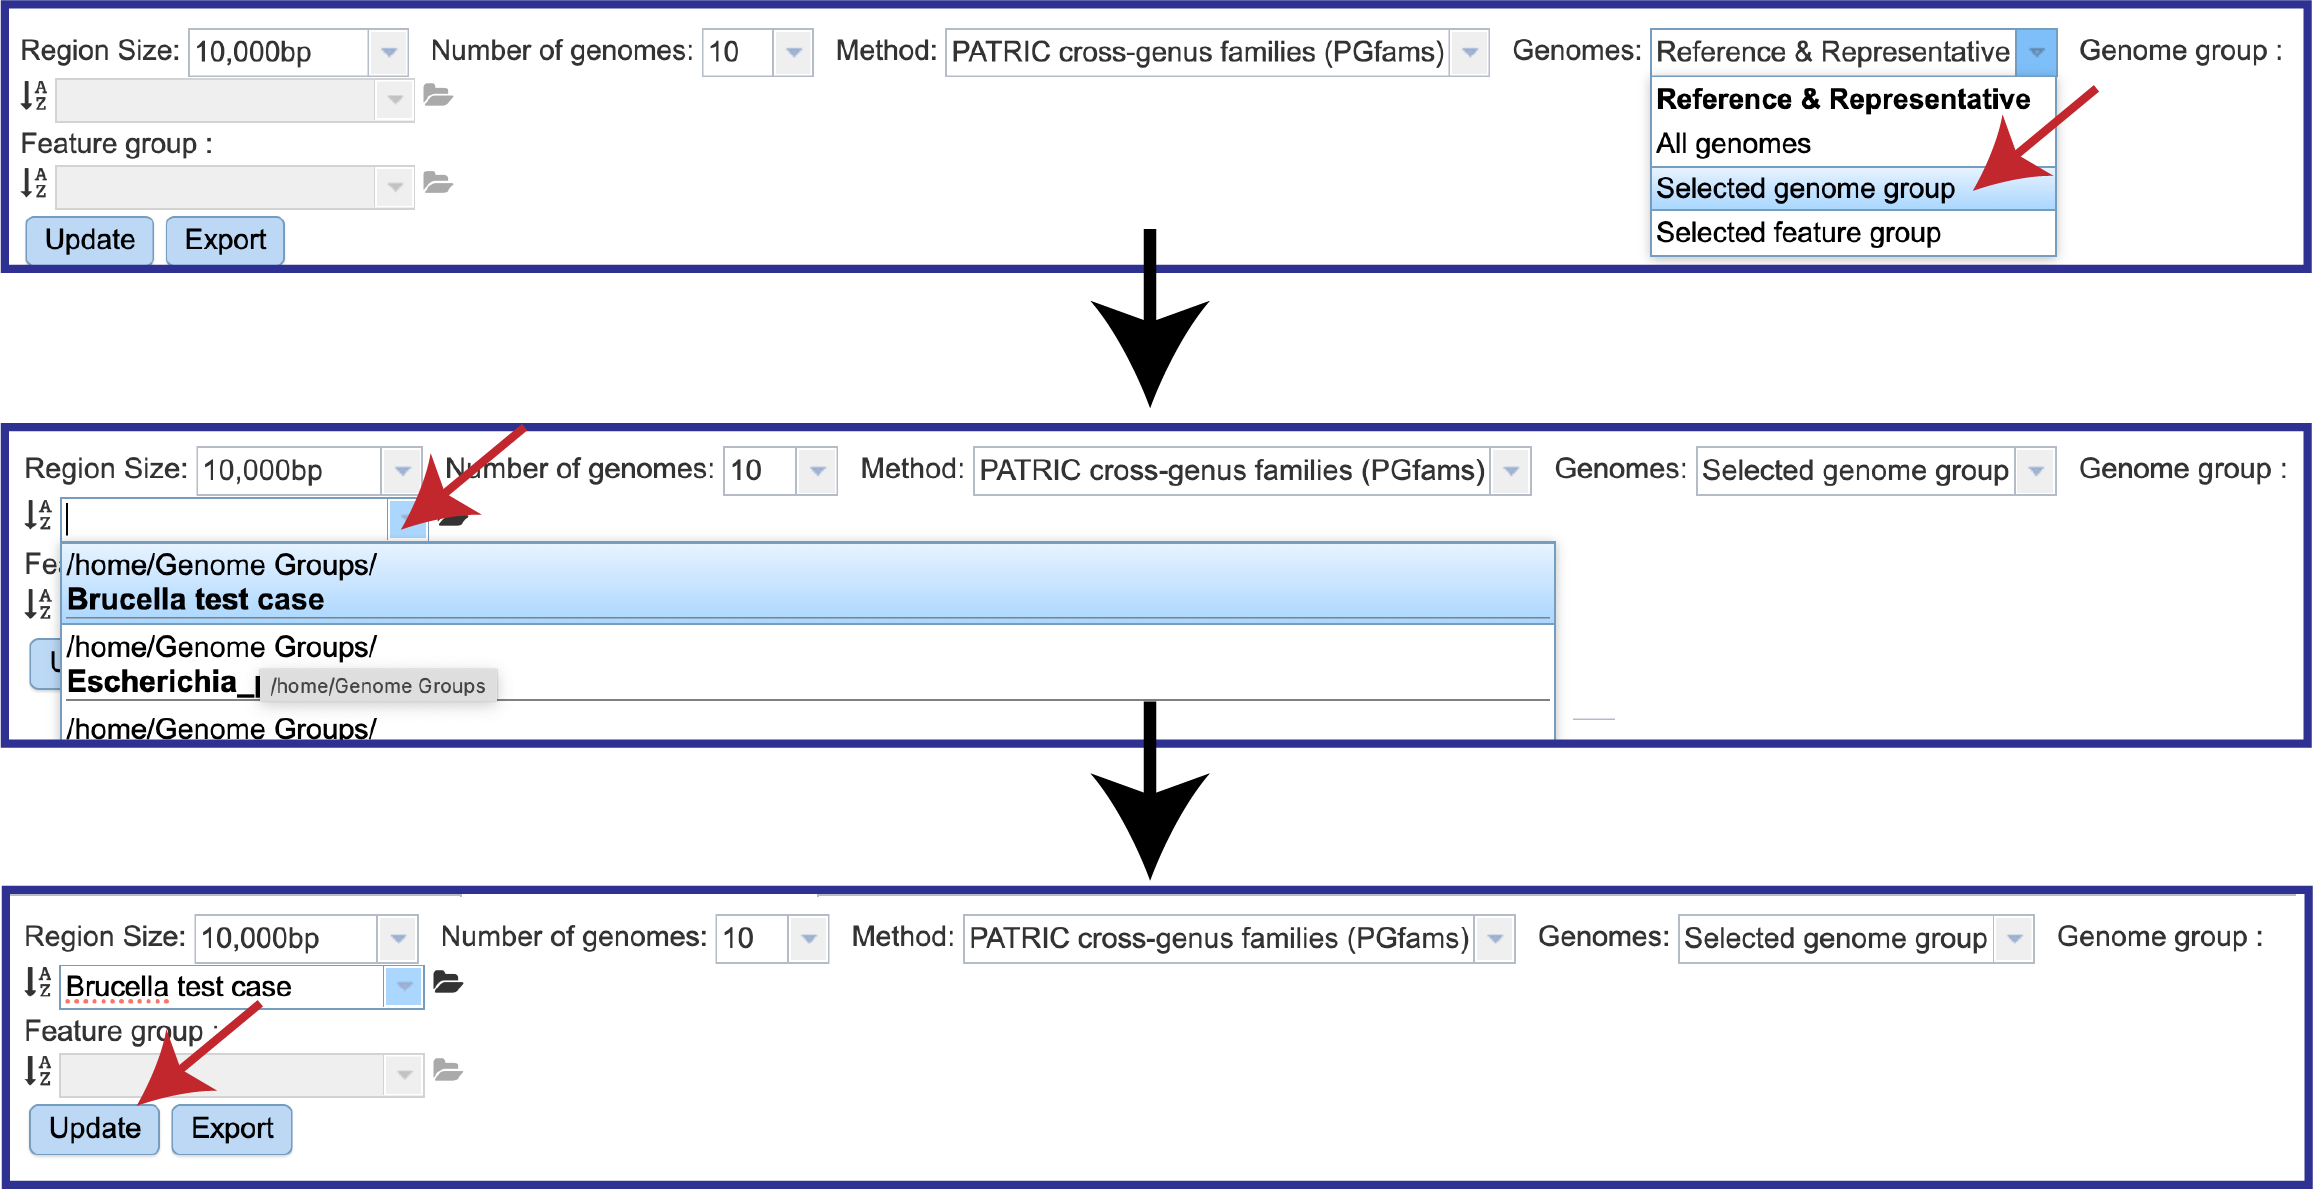 Region Size: 10,000bp Number of genomes: 10 Method: PATRIC cross-genus families (PGfams) Genomes: Reference & Representative Genome group :
A
Z
Reference & Representative
All genomes
Feature group :
A
Z
Selected genome group
Selected feature group
Update Export
Region Size: 10,000bp Number of genomes: 10 Method: PATRIC cross-genus families (PGfams) Genomes: Selected genome group Genome group :
A
Z
/home/Genome Groups/
Brucella test case
A
Z
/home/Genome Groups/
Escherichia_
/home/Genome Groups
/home/Genome Groups/
Region Size: 10,000bp Number of genomes: 10 Method: PATRIC cross-genus families (PGfams) Genomes: Selected genome group Genome group :
A
Z
Brucella test case
Feature group :
A
Z
Update Export